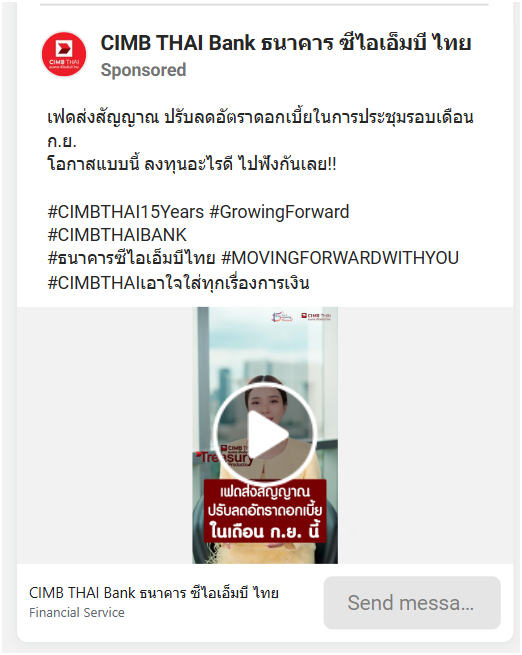 CIMB THAI Bank ธนาคาร ซีไอเอ็มบี ไทย
Sponsored
เฟดส่งสัญญาณ ปรับลดอัตราดอกเบี้ยในการประชุมรอบเดือน
ก.ย.
โอกาสแบบนี้ ลงทุนอะไรดี ไปฟังกันเลย!!
#CIMBTHAI15Years #GrowingForward
#CIMBTHAIBANK
#ธนาคารซีไอเอ็มบีไทย #MOVINGFORWARDWITHYOU
#CIMBTHAIเอาใจใส่ทุกเรื่องการเงิน
CIMB THAI
CIMB THAI
Treasury
เฟดส่งสัญญาณ
ปรับลดอัตราดอกเบี้ย
ในเดือน ก.ย. นี้
CIMB THAI Bank ธนาคาร ซีไอเอ็มบี ไทย
Financial Service
Send messa...